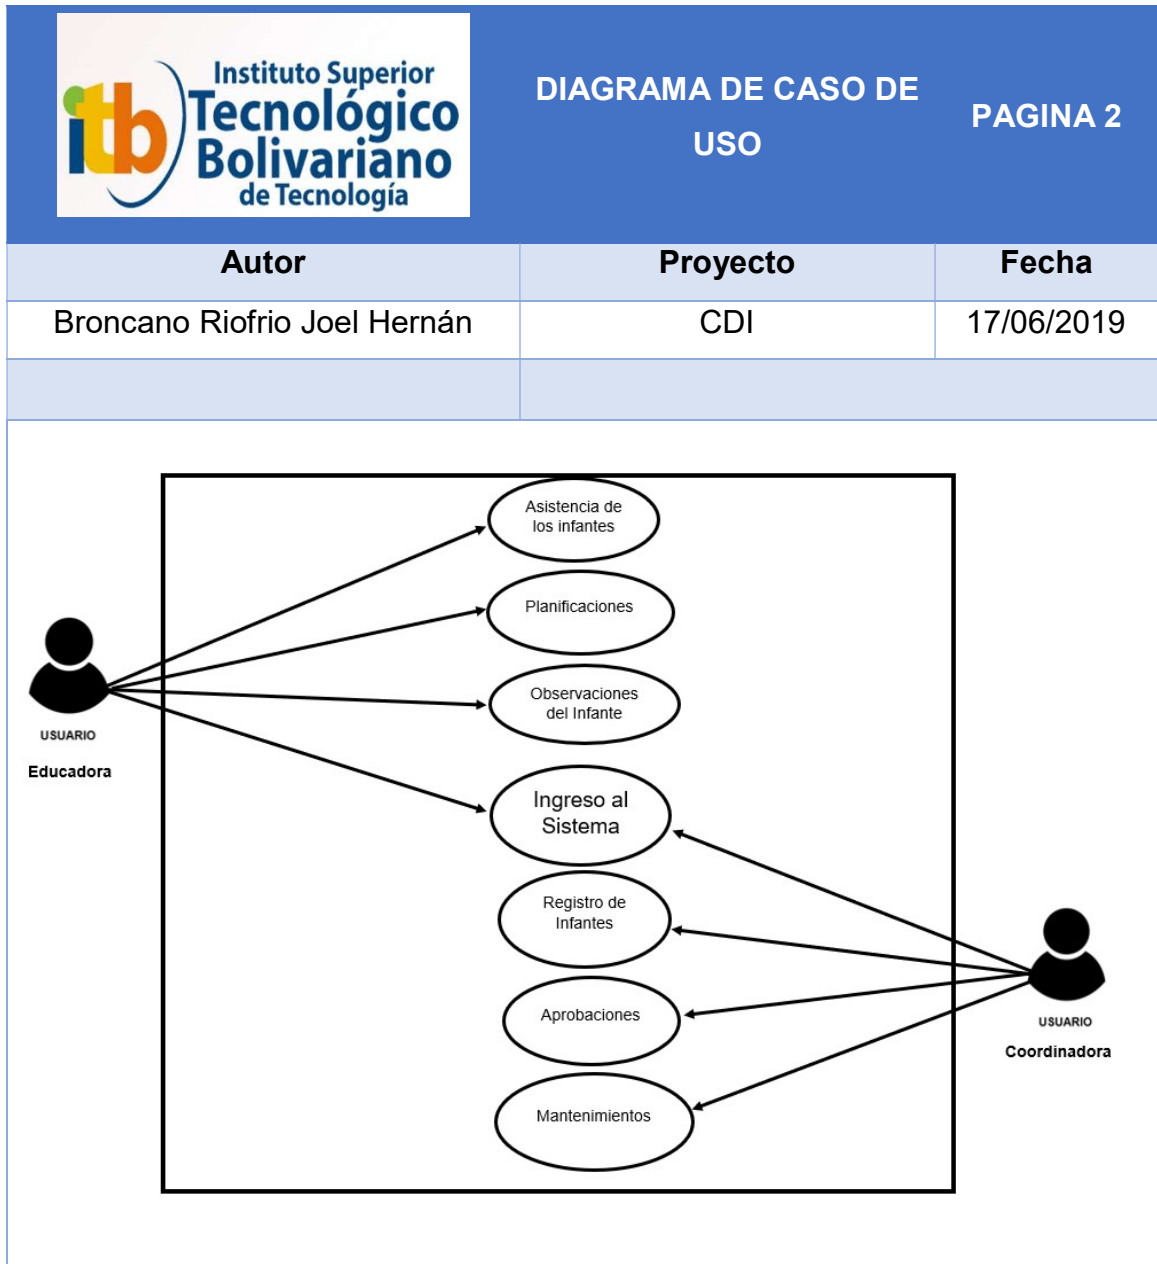 itb
Instituto Superior
Tecnológico
Bolivariano
de Tecnología
DIAGRAMA DE CASO DE
USO
PAGINA 2
Autor
Proyecto
Fecha
Broncano Riofrio Joel Hernán
CDI
17/06/2019
Asistencia de
los infantes
Planificaciones
Observaciones
del Infante
USUARIO
Educadora
Ingreso al
Sistema
Registro de
Infantes
Aprobaciones
USUARIO
Coordinadora
Mantenimientos